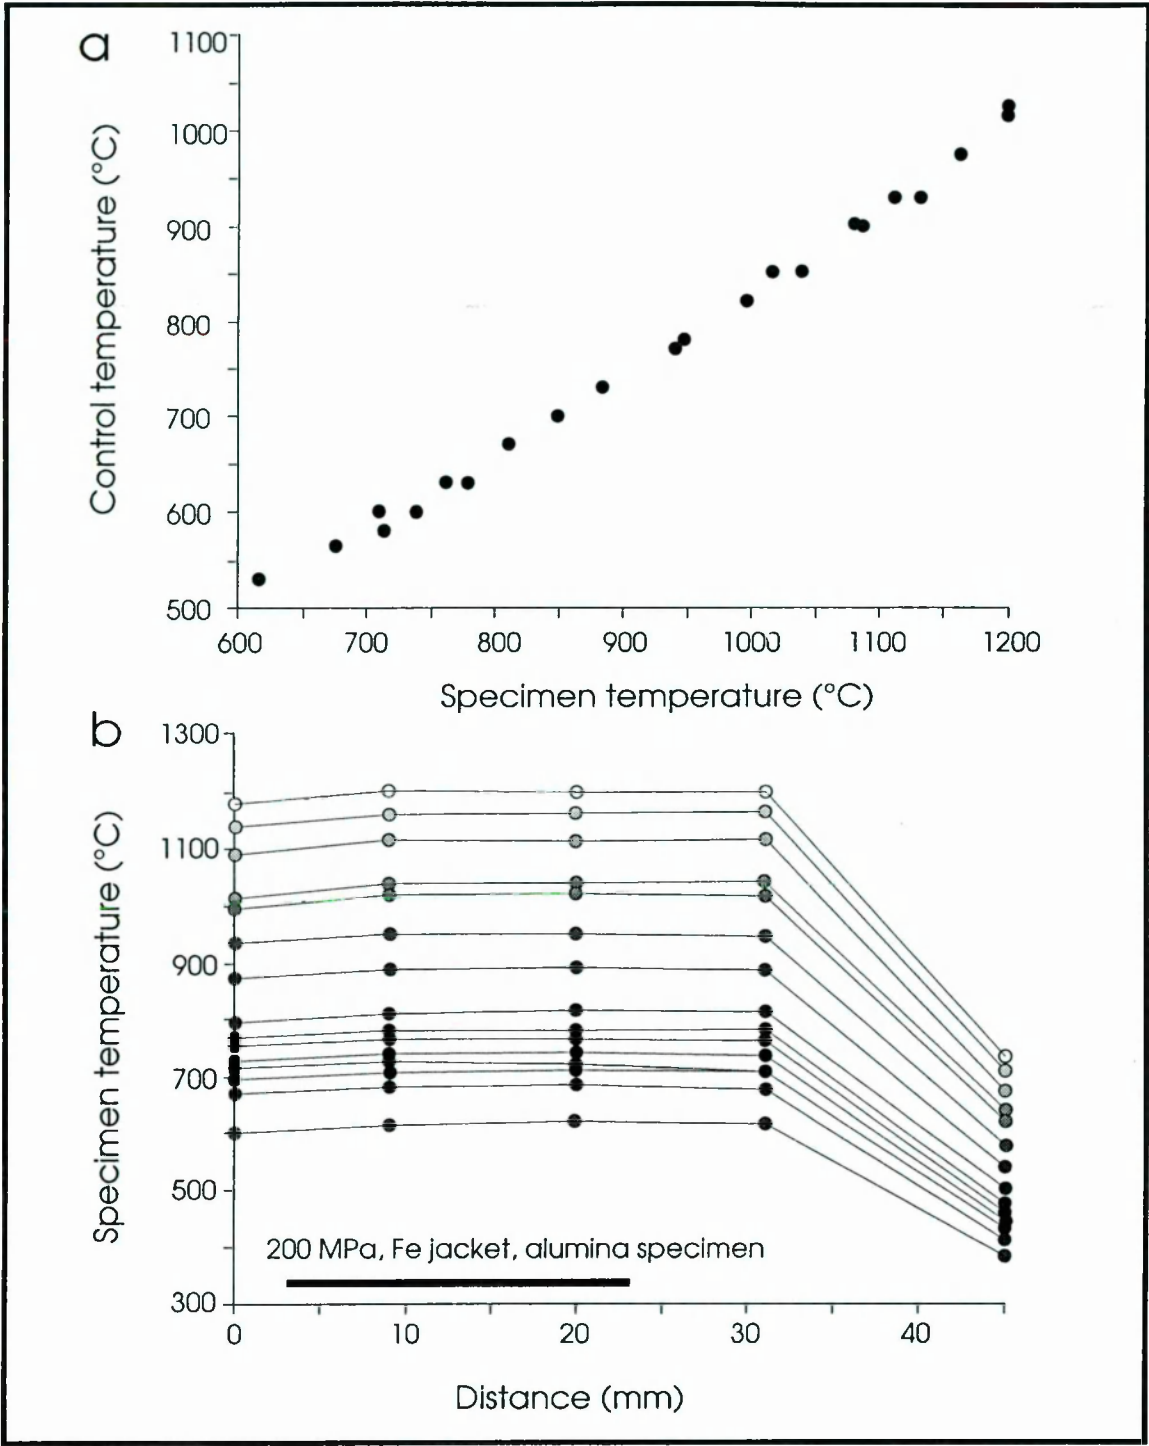 a
1100
1000
900
800
700
600
500
Control temperature (°C)
600 700 800 900 1000 1100 1200
Specimen temperature (°C)
b
1300
1100
900
700
500
300
Specimen temperature (°C)
200 MPa, Fe jacket, alumina specimen
0 10 20 30 40
Distance (mm)